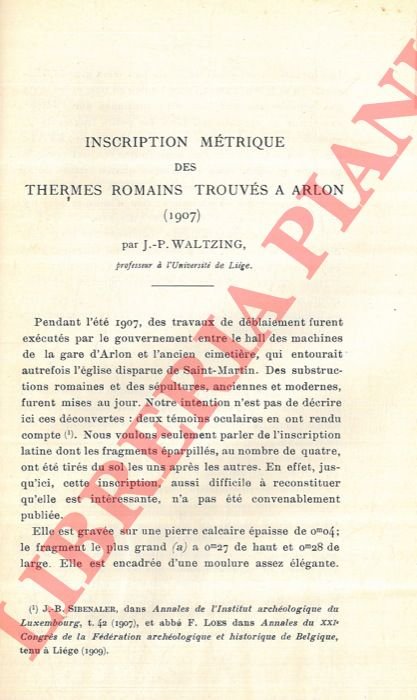 INSCRIPTION MÉTRIQUE
DES
THERMES ROMAINS TROUVÉS A ARLON
(1907)
par J.-P. WALTZING,
professeur à l'Université de Liége.
Pendant l'été 1907, des travaux de déblaiement furent
exécutés par le gouvernement entre le hall des machines
de la gare d'Arlon et l'ancien cimetière, qui entourait
autrefois l'église disparue de Saint-Martin. Des substruc-
tions romaines et des sépultures, anciennes et modernes,
furent mises au jour. Notre intention n'est pas de décrire
ici ces découvertes : deux témoins oculaires en ont rendu
compte (¹). Nous voulons seulement parler de l'inscription
latine dont les fragments éparpillés, au nombre de quatre,
ont été tirés du sol les uns après les autres. En effet, jus-
qu'ici, cette inscription, aussi difficile à reconstituer
qu'elle est intéressante, n'a pas été convenablement
publiée.
Elle est gravée sur une pierre calcaire épaisse de 0ᵐ04;
le fragment le plus grand (a) a 0ᵐ27 de haut et 0ᵐ28 de
large. Elle est encadrée d'une moulure assez élégante.
(¹) J.-B. SIBENALER, dans Annales de l'Institut archéologique du
Luxembourg, t. 42 (1907), et abbé F. LOES dans Annales du XXIᵉ
Congrès de la Fédération archéologique et historique de Belgique,
tenu à Liége (1909).
LIBRERIA PIANI